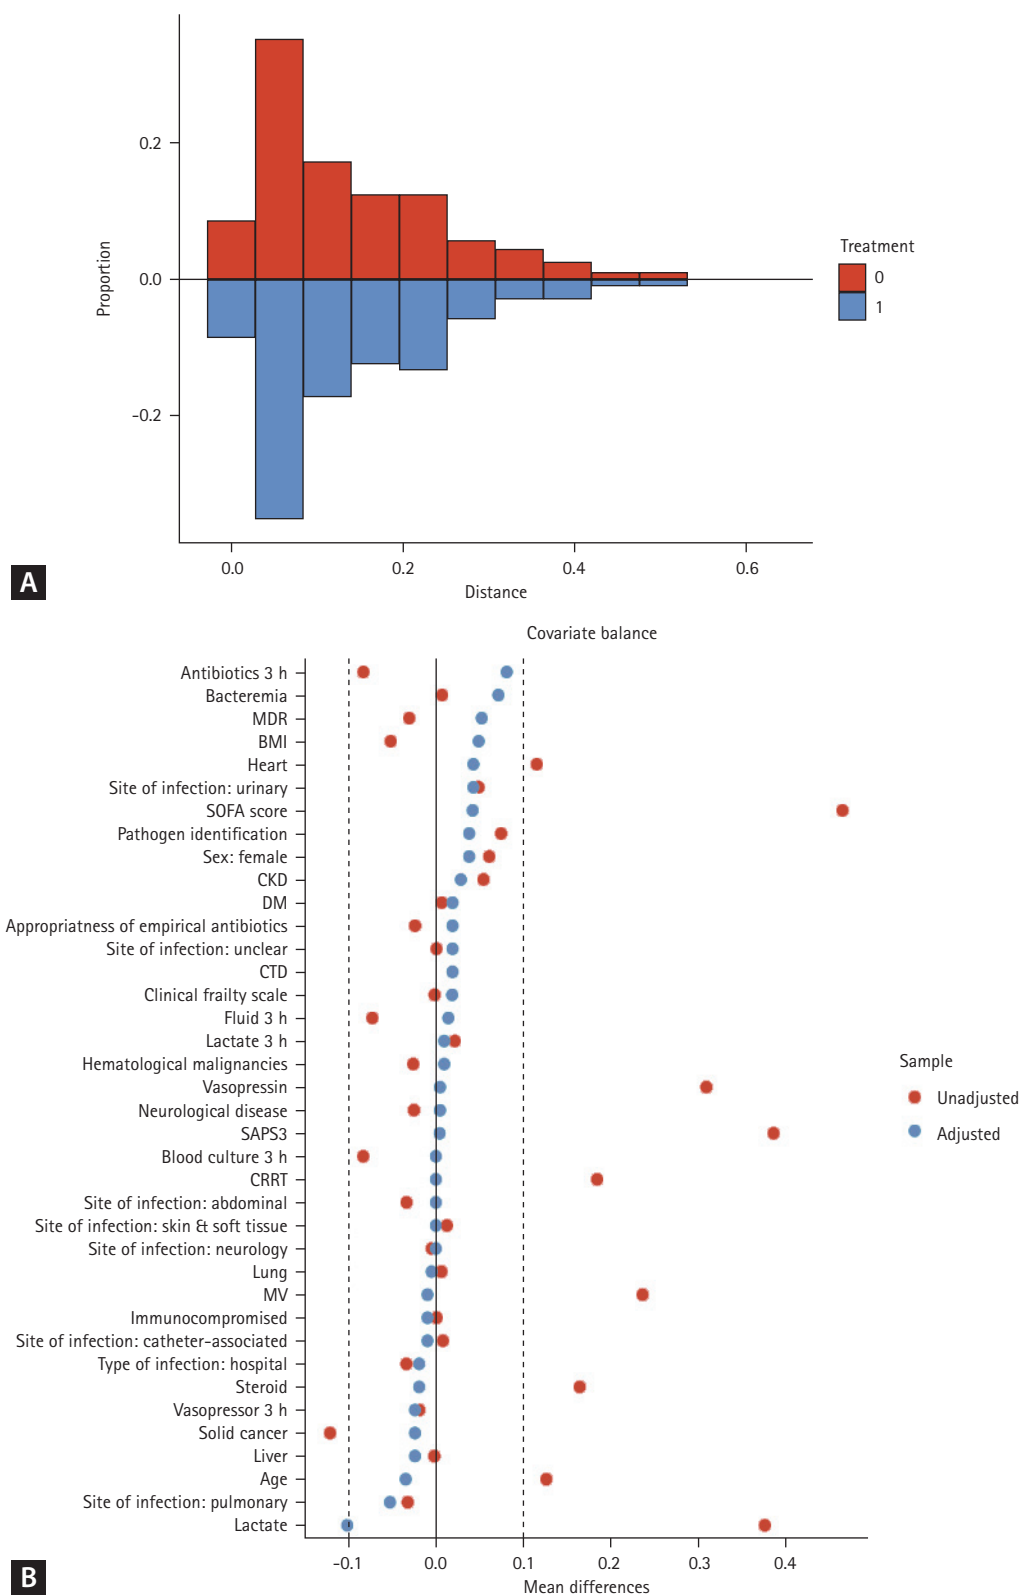 0.2
0.0
-0.2
Proportion
0.0
0.2
0.4
0.6
Distance
Treatment
0
1
A
Covariate balance
Antibiotics 3 h
Bacteremia
MDR
BMI
Heart
Site of infection: urinary
SOFA score
Pathogen identification
Sex: female
CKD
DM
Appropriatness of empirical antibiotics
Site of infection: unclear
CTD
Clinical frailty scale
Fluid 3 h
Lactate 3 h
Hematological malignancies
Vasopressin
Neurological disease
SAPS3
Blood culture 3 h
CRRT
Site of infection: abdominal
Site of infection: skin & soft tissue
Site of infection: neurology
Lung
MV
Immunocompromised
Site of infection: catheter-associated
Type of infection: hospital
Steroid
Vasopressor 3 h
Solid cancer
Liver
Age
Site of infection: pulmonary
Lactate
-0.1
0.0
0.1
0.2
0.3
0.4
Mean differences
Sample
Unadjusted
Adjusted
B